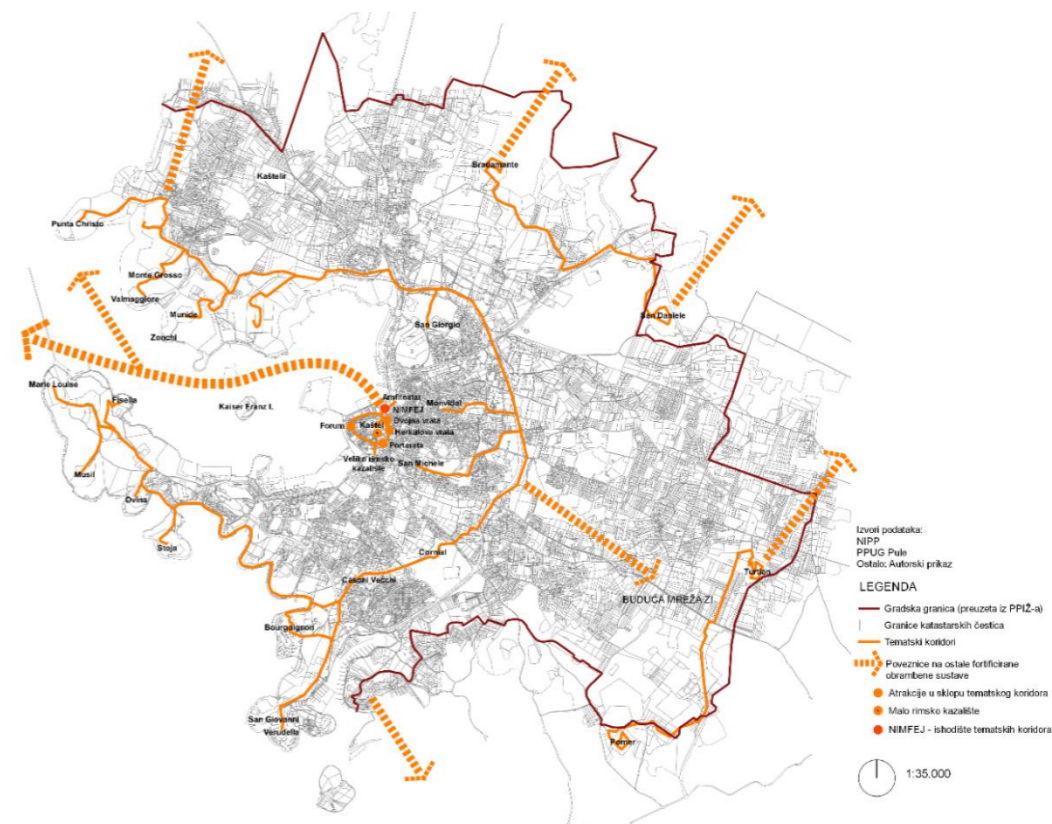 Bradamante
Kaštelir
Punta Christo
Monte Grosso
Valmaggiore
Munide
Zonchi
San Giorgio
San Daniele
Marie Louise
Fisella
Kaiser Franz I.
Amfiteatar
NIMFEJ
Monvidal
Dvojna vrata
Forum
Kaštel
Herkulova vrata
Portarata
Veliko rimsko
kazalište
San Michele
Musil
Ovina
Stoja
Corniai
Casoni Vecchi
Turulon
BUDUĆA MREŽA ZI
Bourguignon
San Giovanni
Verudella
Pomer
Izvori podataka:
NIPP
PPUG Pule
Ostalo: Autorski prikaz
LEGENDA
Gradska granica (preuzeta iz PPIŽ-a)
Granice katastarskih čestica
Tematski koridori
Poveznice na ostale fortificirane
obrambene sustave
Atrakcije u sklopu tematskog koridora
Malo rimsko kazalište
NIMFEJ - ishodište tematskih koridora
1:35.000